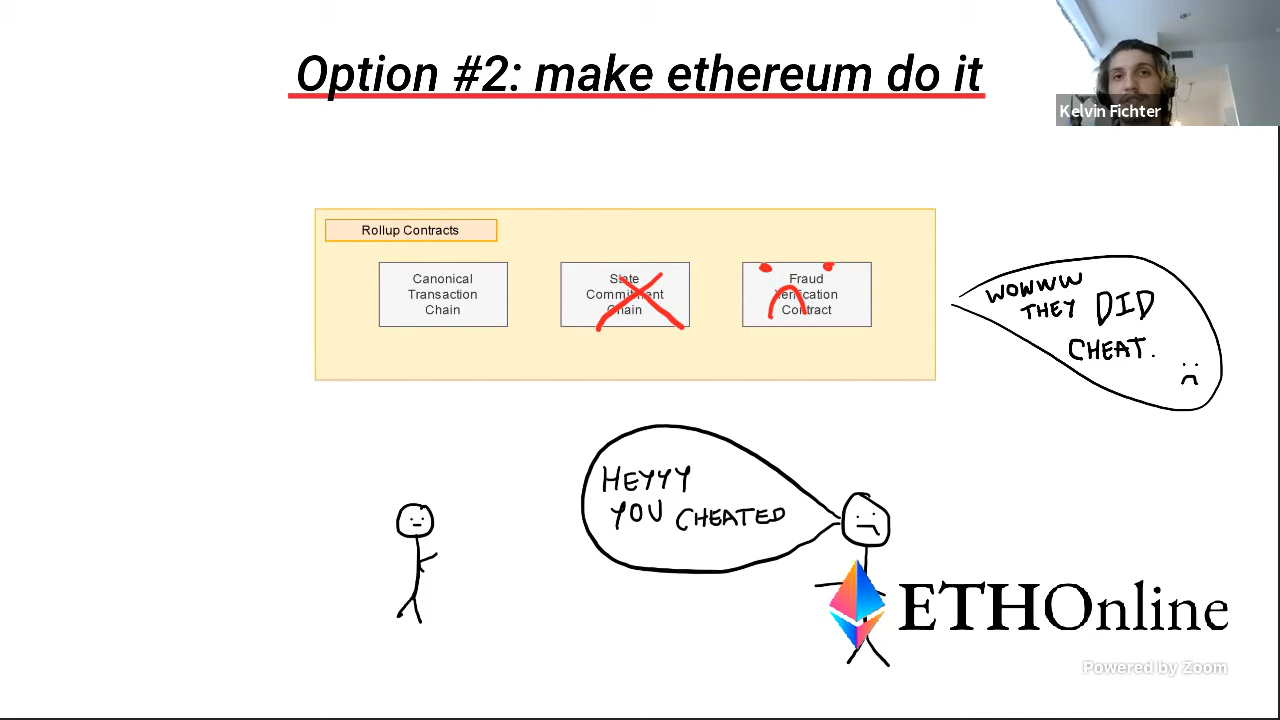 Option #2: make ethereum do it
Kelvin Fichter
Rollup Contracts
Canonical
Transaction
Chain
State
Commitment
Chain
Fraud
Verification
Contract
WOWWW
THEY DID
CHEAT.
HEYYY
YOU CHEATED
ETHOnline
Powered by Zoom